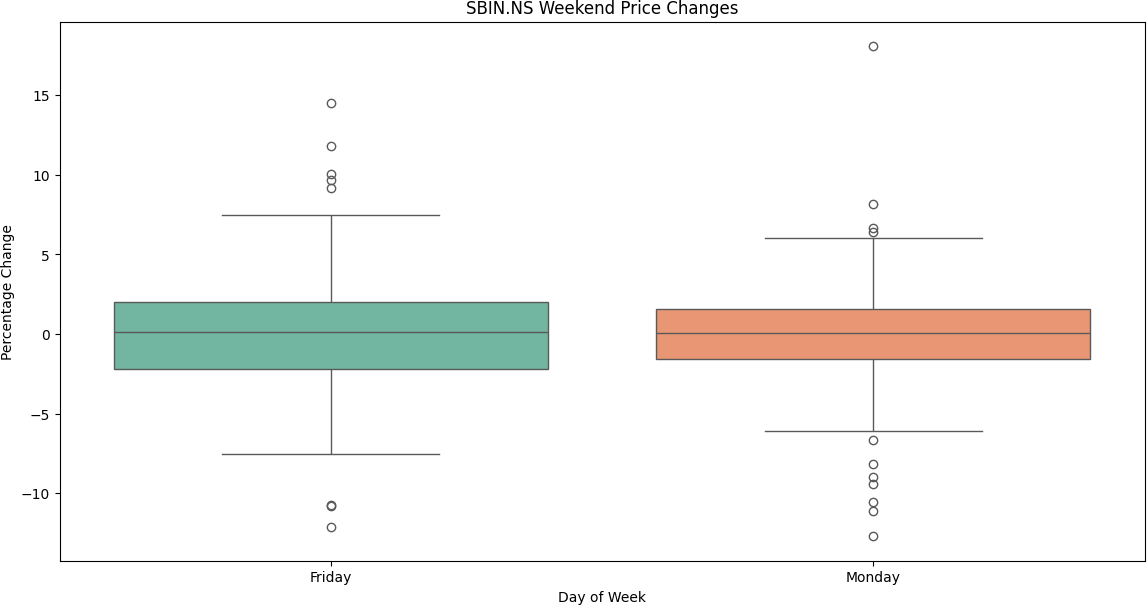 SBIN.NS Weekend Price Changes
Percentage Change
15
10
5
0
−5
−10
Friday
Monday
Day of Week